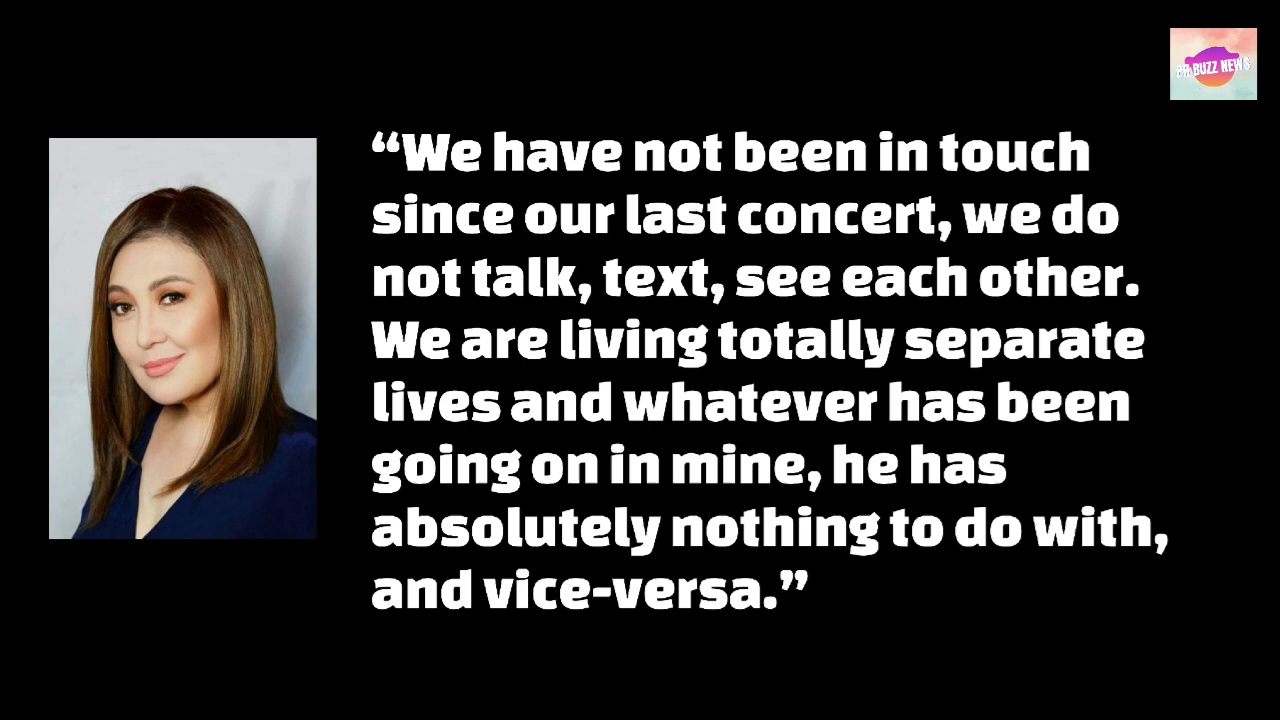 PH BUZZ NEWS
“We have not been in touch
since our last concert, we do
not talk, text, see each other.
We are living totally separate
lives and whatever has been
going on in mine, he has
absolutely nothing to do with,
and vice-versa.”